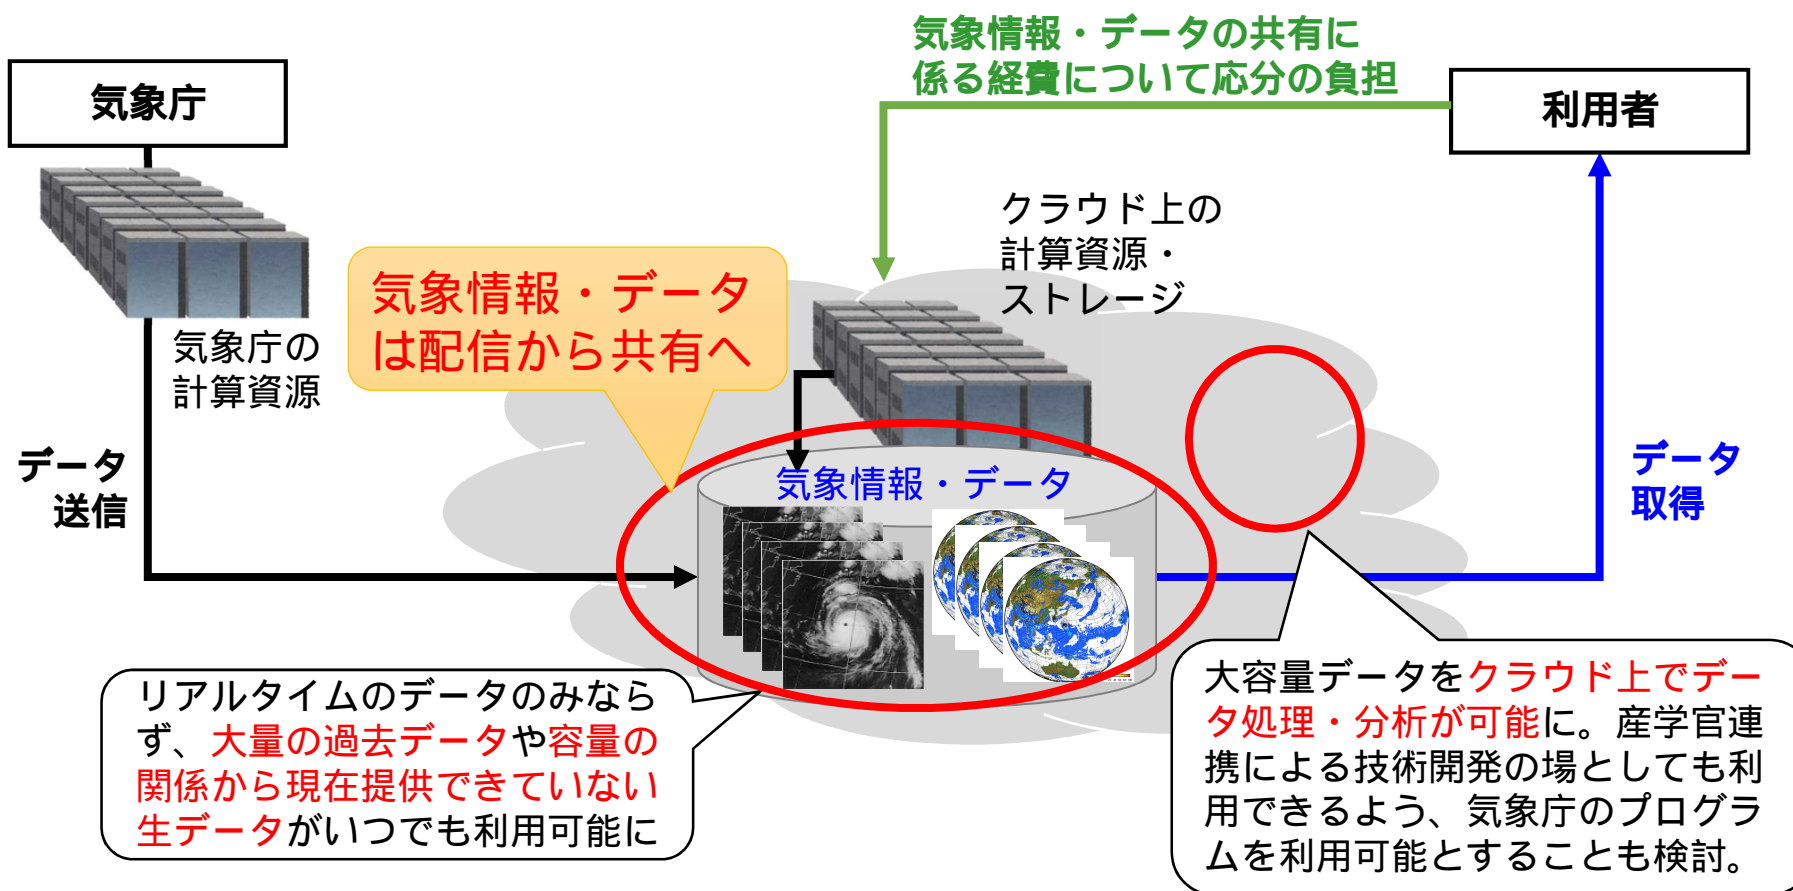 気象情報・データの共有に
係る経費について応分の負担
気象庁
利用者
クラウド上の
計算資源・
ストレージ
気象情報・データ
は配信から共有へ
気象庁の
計算資源
データ
送信
気象情報・データ
データ
取得
リアルタイムのデータのみなら
ず、大量の過去データや容量の
関係から現在提供できていない
生データがいつでも利用可能に
大容量データをクラウド上でデー
タ処理・分析が可能に。産学官連
携による技術開発の場としても利
用できるよう、気象庁のプログラ
ムを利用可能とすることも検討。